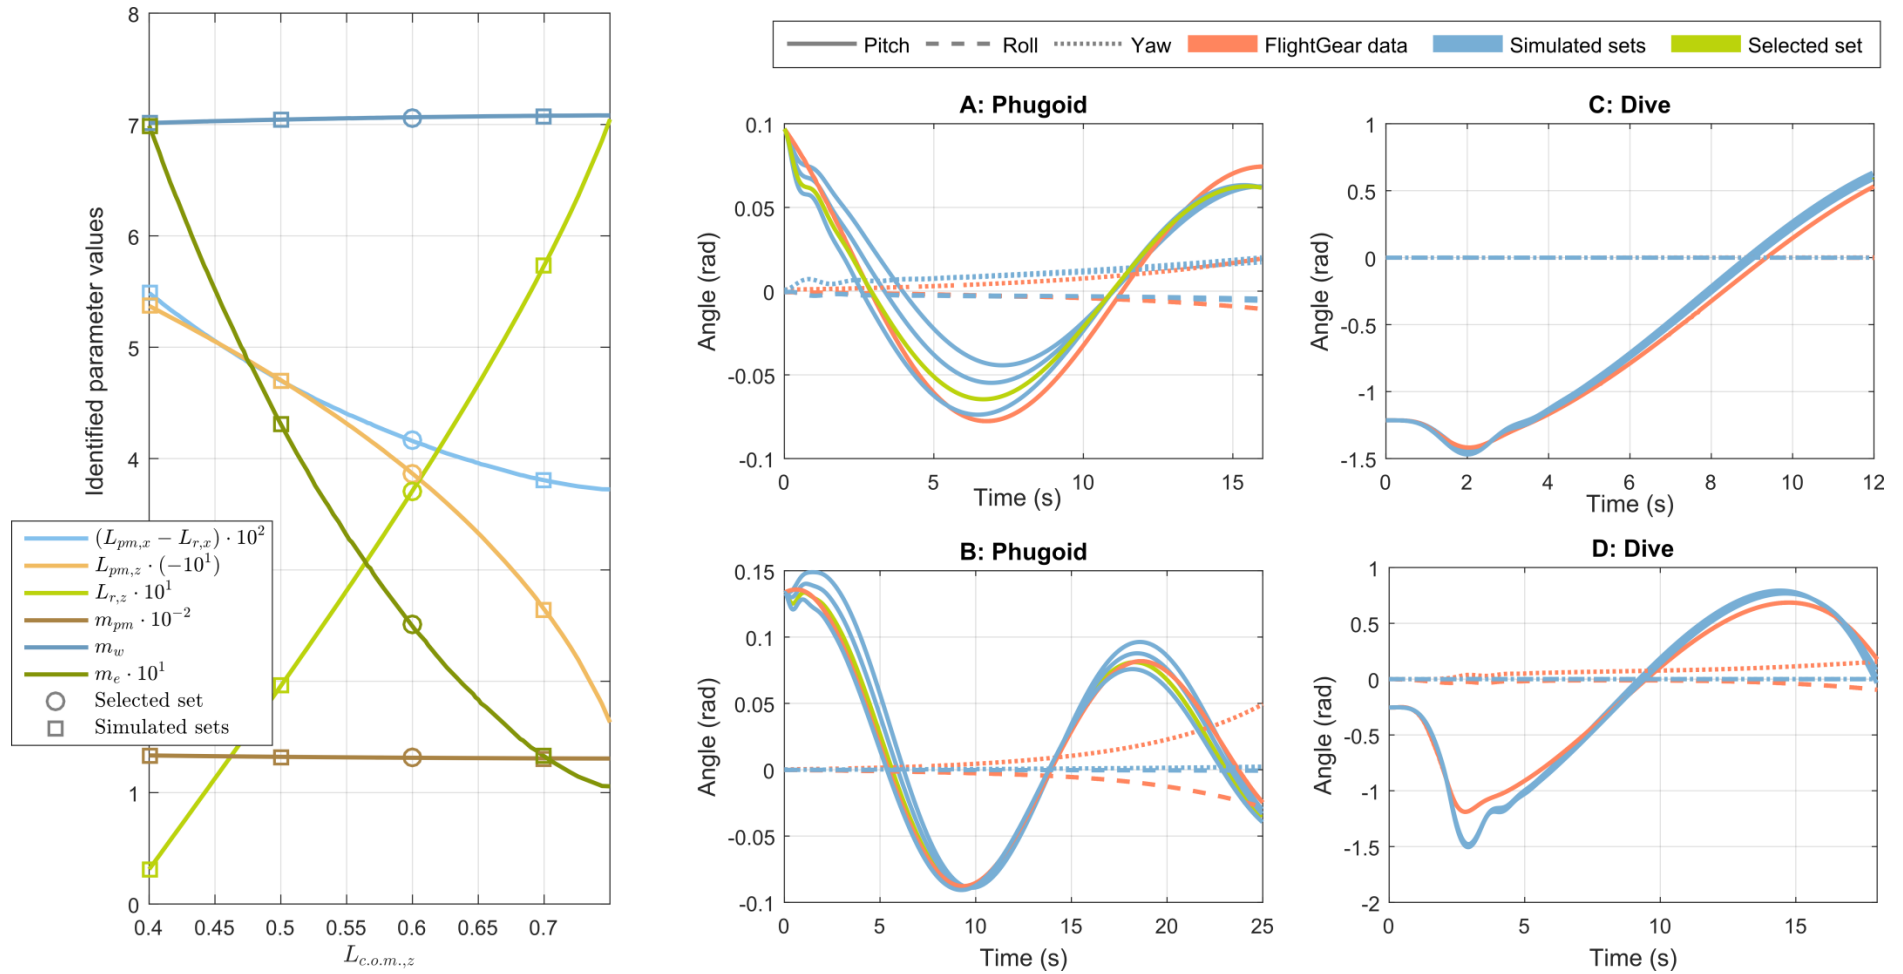 Pitch Roll Yaw FlightGear data Simulated sets Selected set
8
7
6
5
4
1
0
0.4 0.45 0.5 0.55 0.6 0.65 0.7
Identified parameter values
L_{c.o.m.,z}
(L_{pm,x} − L_{r,x}) · 10^2
L_{pm,z} · (−10^1)
L_{r,z} · 10^1
m_{pm} · 10^{−2}
m_w
m_e · 10^1
Selected set
Simulated sets
A: Phugoid
0.1
0.05
0
-0.05
-0.1
0 5 10 15
Angle (rad)
Time (s)
C: Dive
1
0.5
0
-0.5
-1
-1.5
0 2 4 6 8 10 12
Angle (rad)
Time (s)
B: Phugoid
0.15
0.1
0.05
0
-0.05
-0.1
0 5 10 15 20 25
Angle (rad)
Time (s)
D: Dive
1
0.5
0
-0.5
-1
-1.5
-2
0 5 10 15
Angle (rad)
Time (s)